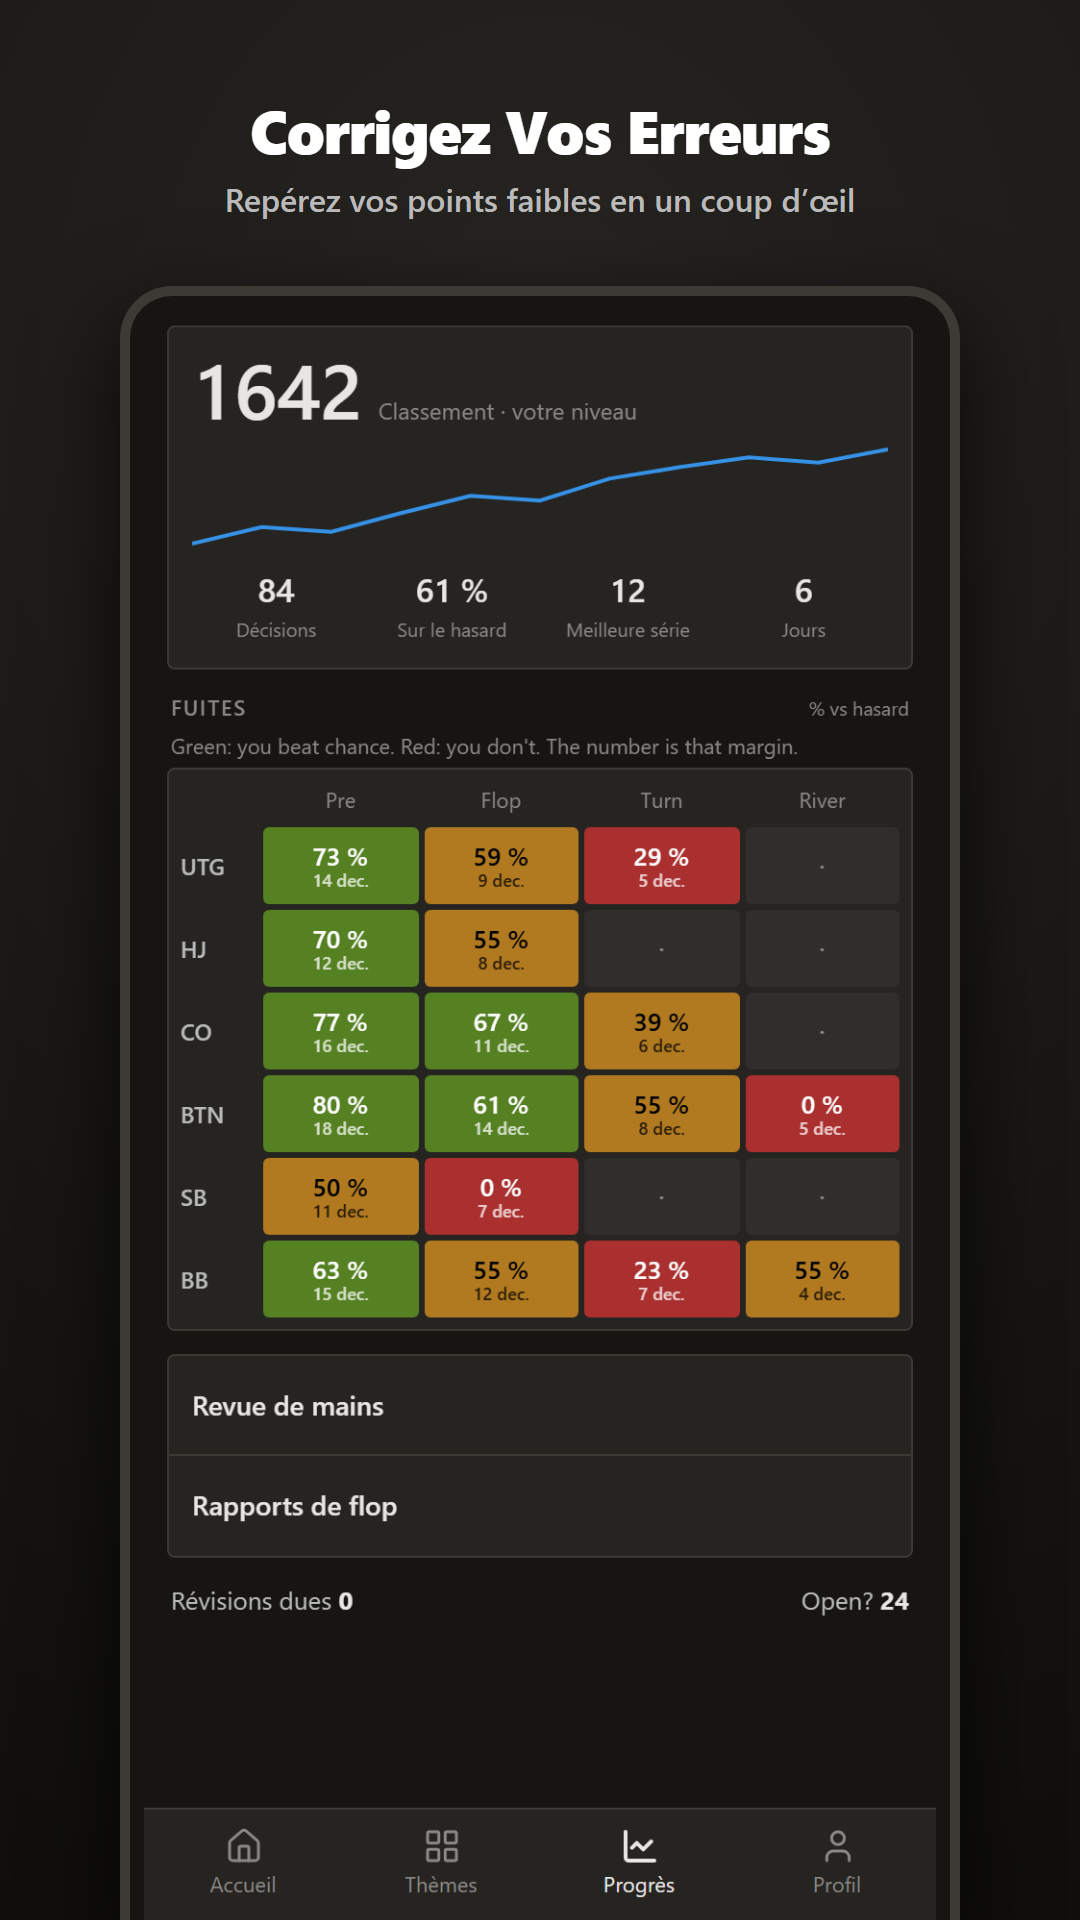 Corrigez Vos Erreurs
Repérez vos points faibles en un coup d’œil
1642 Classement · votre niveau
84 61 % 12 6
Décisions Sur le hasard Meilleure série Jours
FUITES % vs hasard
Green: you beat chance. Red: you don't. The number is that margin.
Pre Flop Turn River
UTG 73 % 59 % 29 % ·
14 dec. 9 dec. 5 dec.
HJ 70 % 55 % · ·
12 dec. 8 dec.
CO 77 % 67 % 39 % ·
16 dec. 11 dec. 6 dec.
BTN 80 % 61 % 55 % 0 %
18 dec. 14 dec. 8 dec. 5 dec.
SB 50 % 0 % · ·
11 dec. 7 dec.
BB 63 % 55 % 23 % 55 %
15 dec. 12 dec. 7 dec. 4 dec.
Revue de mains
Rapports de flop
Révisions dues 0 Open? 24
Accueil Thèmes Progrès Profil